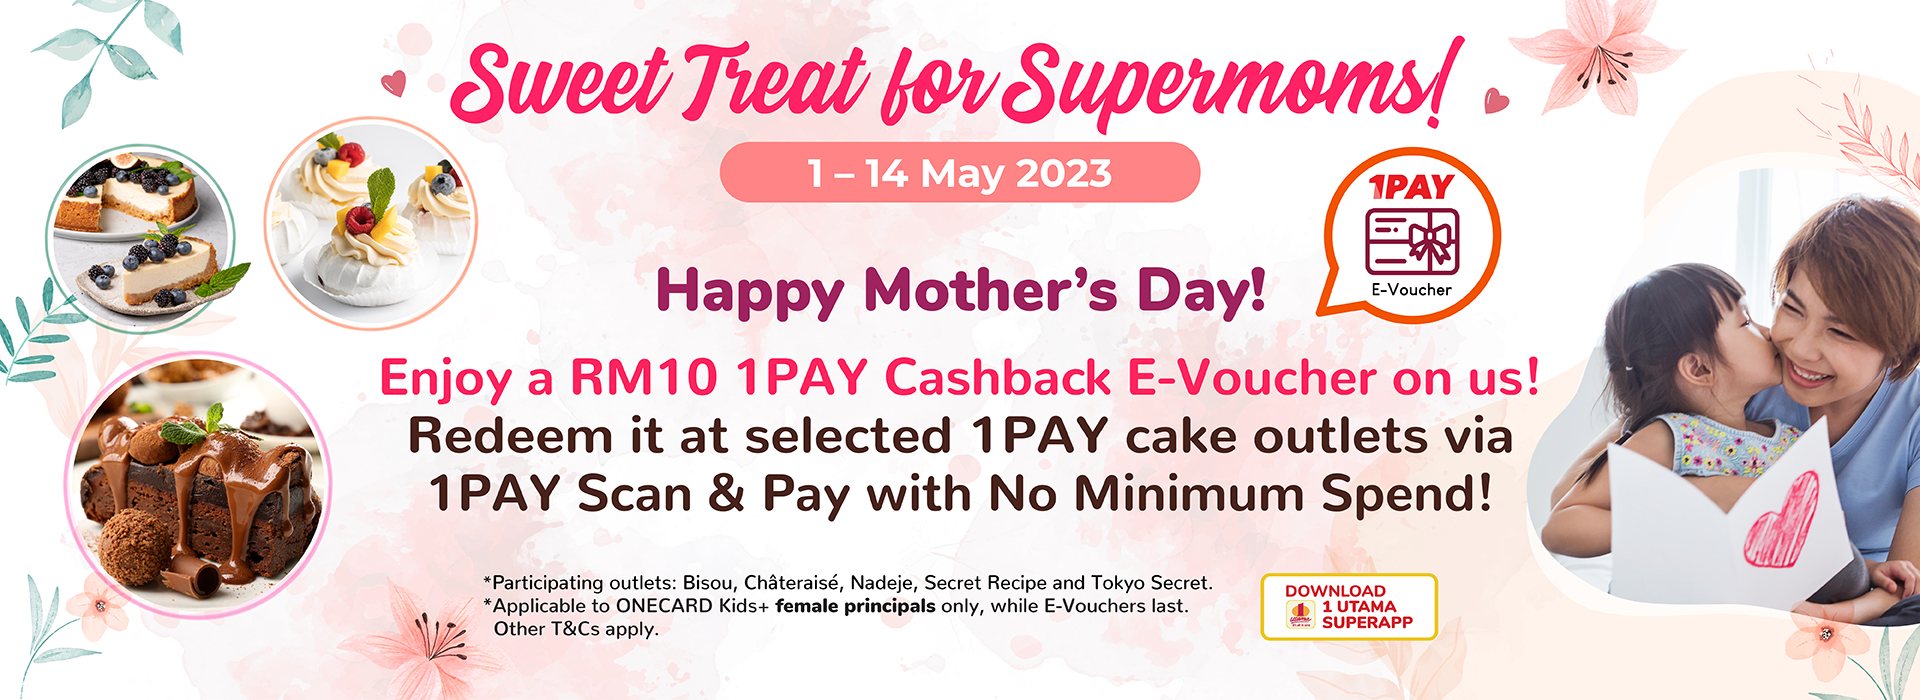 Sweet Treat for Supermoms!
1 – 14 May 2023
1PAY
E-Voucher
Happy Mother's Day!
Enjoy a RM10 1PAY Cashback E-Voucher on us!
Redeem it at selected 1PAY cake outlets via
1PAY Scan & Pay with No Minimum Spend!
*Participating outlets: Bisou, Châteraisé, Nadeje, Secret Recipe and Tokyo Secret.
*Applicable to ONECARD Kids+ female principals only, while E-Vouchers last.
Other T&Cs apply.
DOWNLOAD
1 UTAMA
SUPERAPP
1
Utama